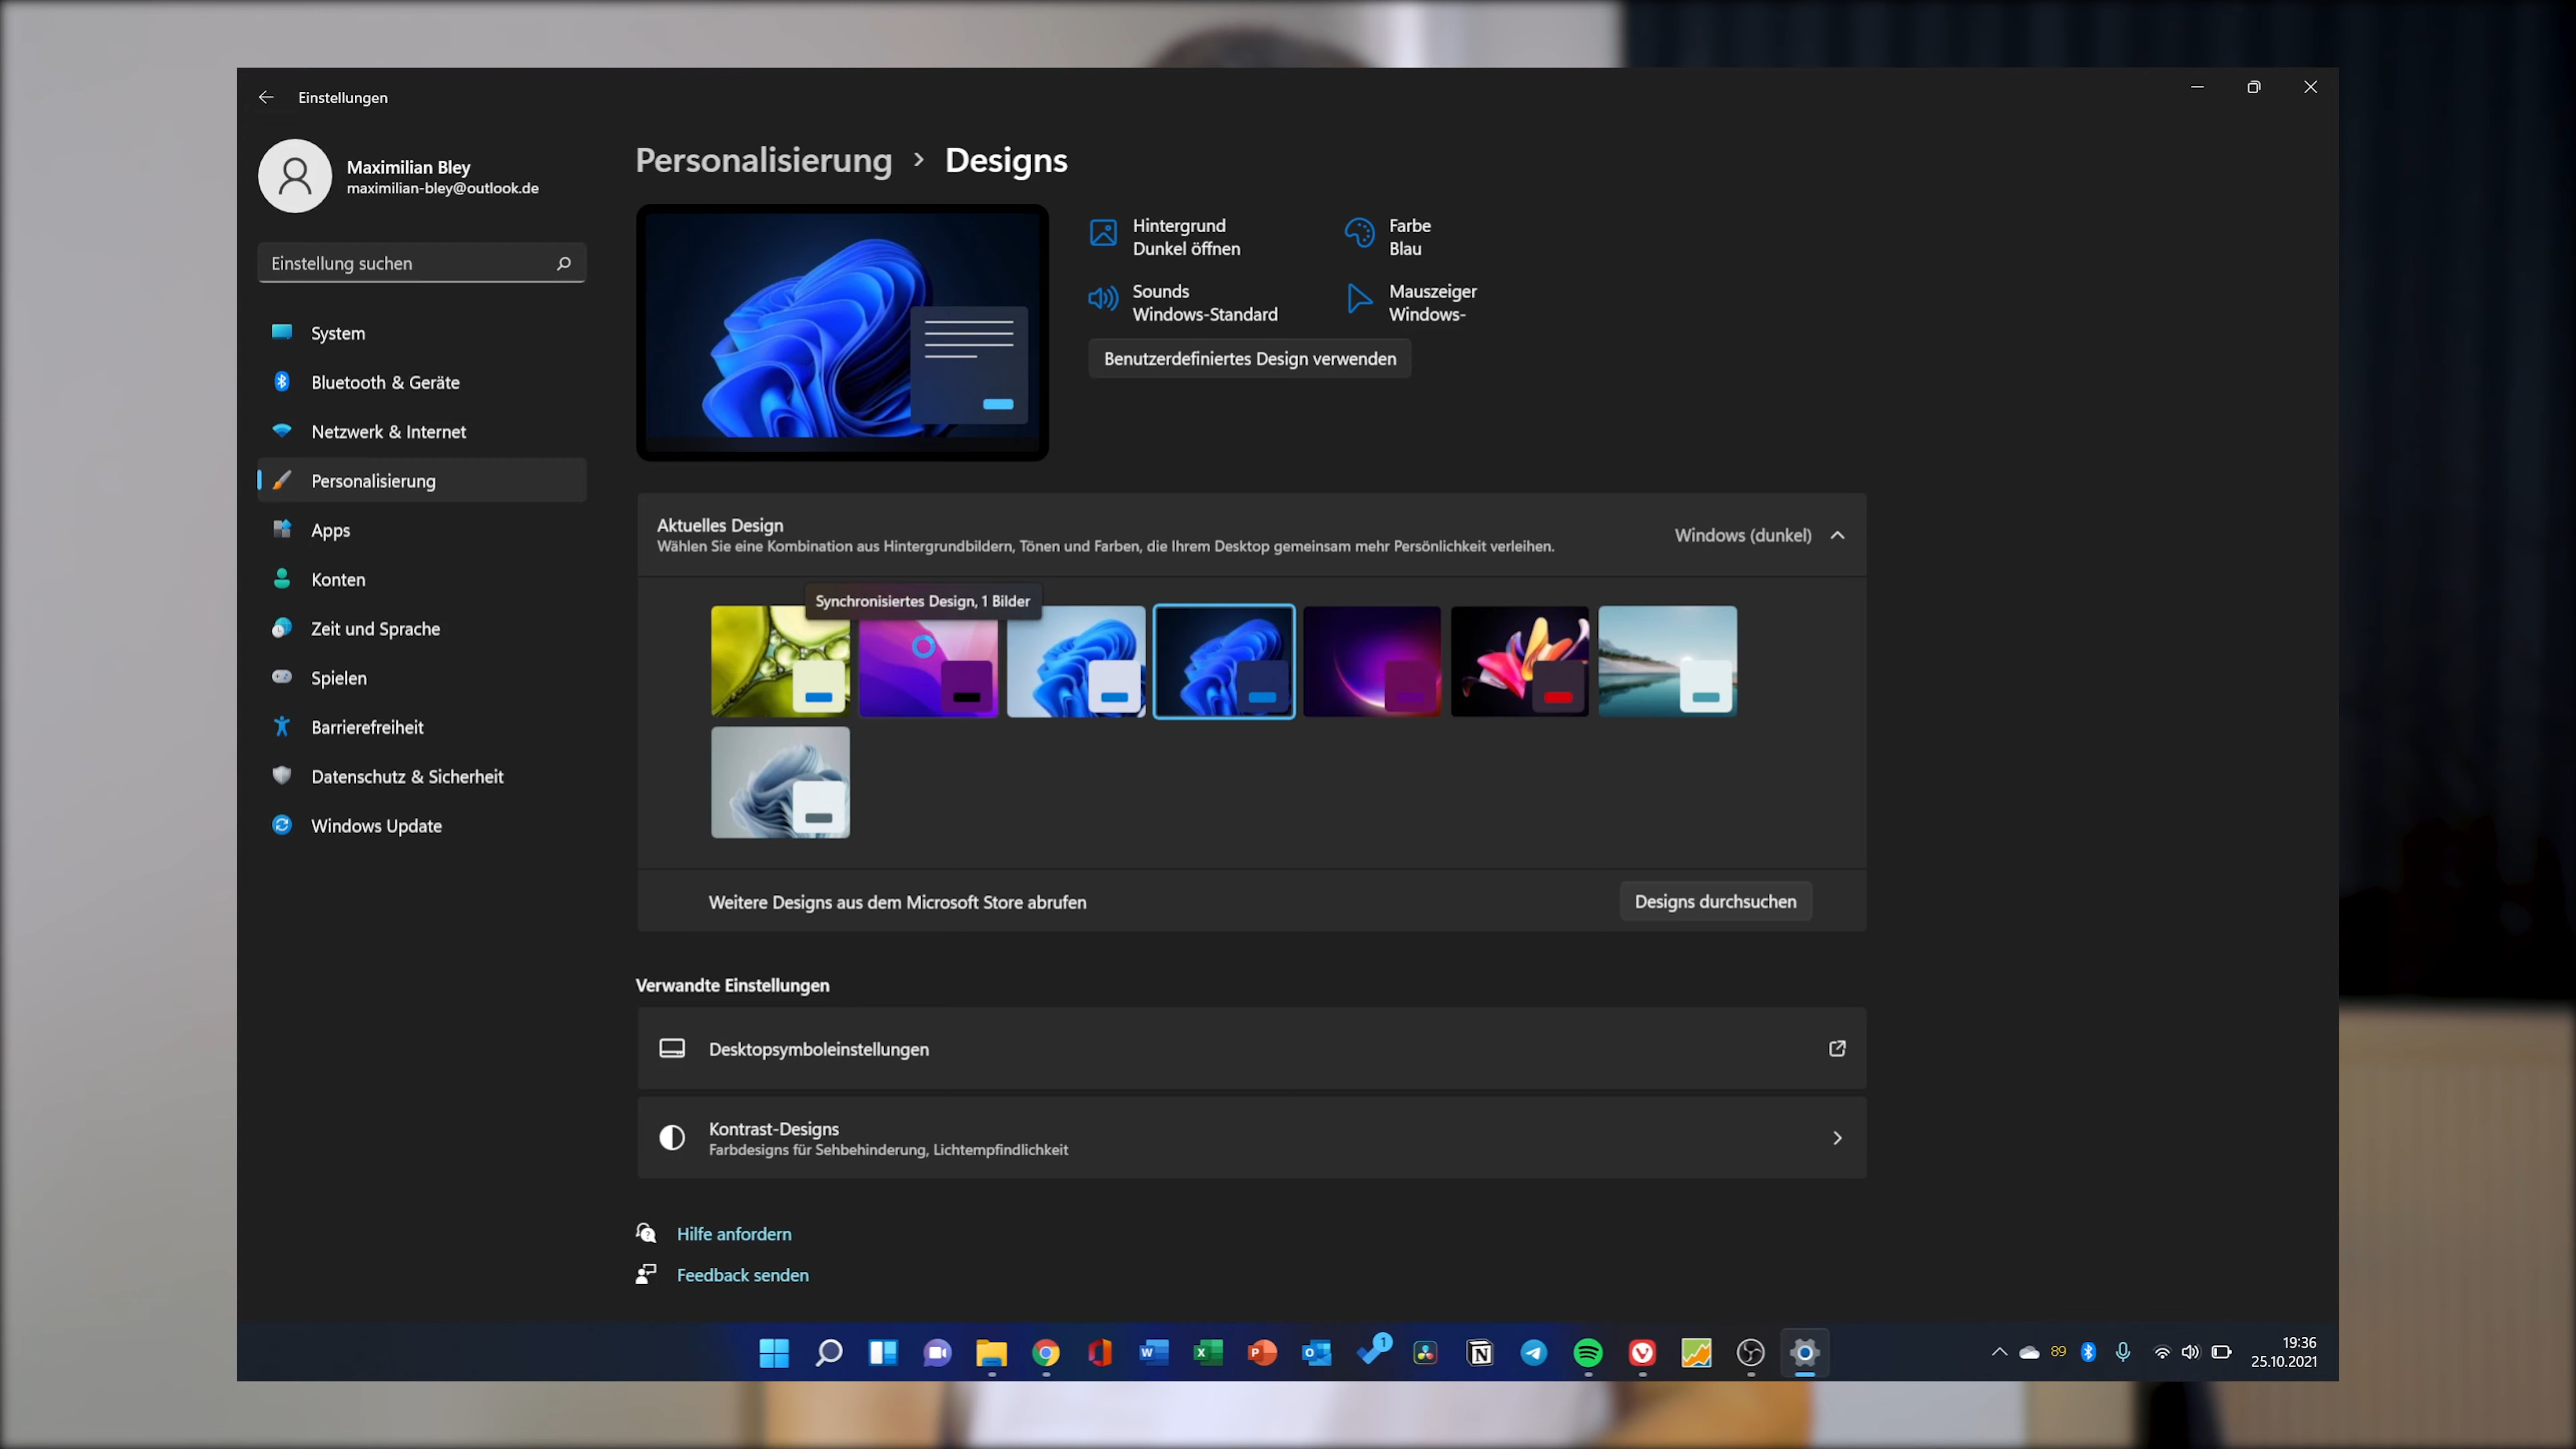 Einstellungen
Maximilian Bley
maximilian-bley@outlook.de
Einstellung suchen
System
Bluetooth & Geräte
Netzwerk & Internet
Personalisierung
Apps
Konten
Zeit und Sprache
Spielen
Barrierefreiheit
Datenschutz & Sicherheit
Windows Update
Personalisierung > Designs
Hintergrund
Dunkel öffnen
Farbe
Blau
Sounds
Windows-Standard
Mauszeiger
Windows-
Benutzerdefiniertes Design verwenden
Aktuelles Design
Wählen Sie eine Kombination aus Hintergrundbildern, Tönen und Farben, die Ihrem Desktop gemeinsam mehr Persönlichkeit verleihen.
Windows (dunkel)
Synchronisiertes Design, 1 Bilder
Weitere Designs aus dem Microsoft Store abrufen
Designs durchsuchen
Verwandte Einstellungen
Desktopsymboleinstellungen
Kontrast-Designs
Farbdesigns für Sehbehinderung, Lichtempfindlichkeit
Hilfe anfordern
Feedback senden
W
X
P
O
1
N
89
19:36
25.10.2021